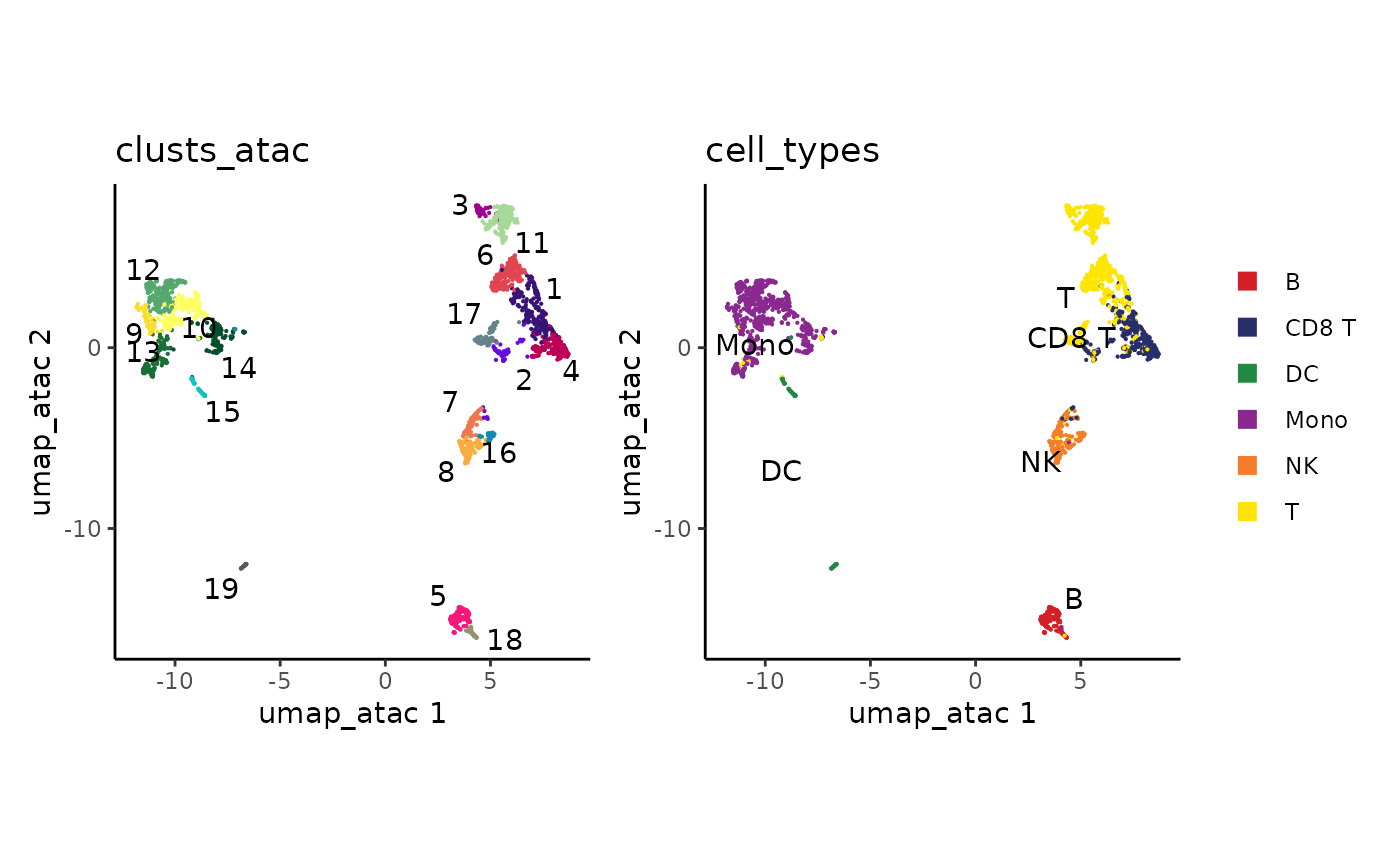 clusts_atac
3
11
6
12
1
17
9
10
13
14
2
4
15
7
16
8
19
5
18
0
-10
-10
-5
0
5
umap_atac 1
umap_atac 2
cell_types
T
CD8 T
Mono
NK
DC
B
0
-10
-10
-5
0
5
umap_atac 1
umap_atac 2
B
CD8 T
DC
Mono
NK
T